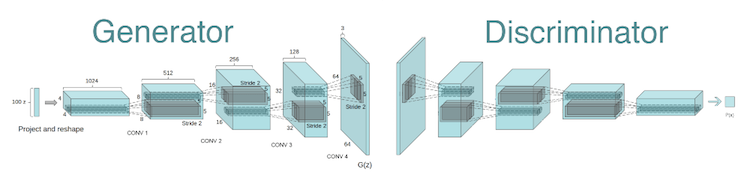 Generator
Discriminator
3
1024
512
256
128
100 z
4
4
8
8
5
5
Stride 2
16
16
5
5
Stride 2
32
32
5
5
Stride 2
64
64
5
5
Stride 2
Project and reshape
CONV 1
CONV 2
CONV 3
CONV 4
G(z)